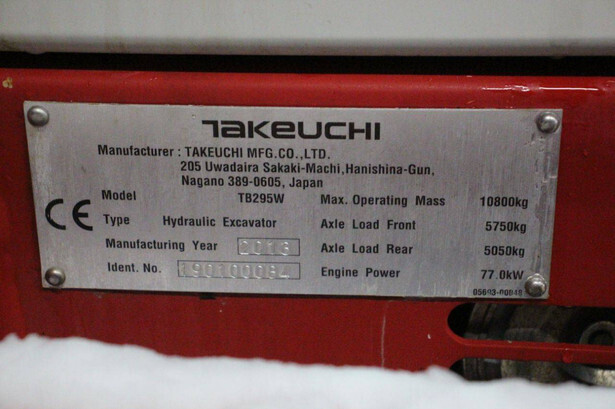 TAKEUCHI
Manufacturer : TAKEUCHI MFG.CO.,LTD.
205 Uwadaira Sakaki-Machi,Hanishina-Gun,
Nagano 389-0605, Japan
CE
Model TB295W
Type Hydraulic Excavator
Manufacturing Year 2013
Ident. No. 190100084
Max. Operating Mass 10800kg
Axle Load Front 5750kg
Axle Load Rear 5050kg
Engine Power 77.0kW